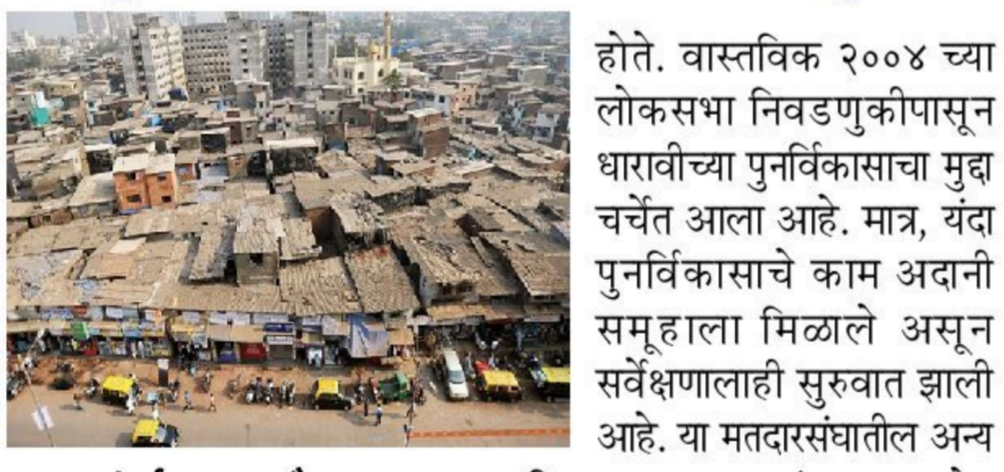 होते. वास्तविक २००४ च्या
लोकसभा निवडणुकीपासून
धारावीच्या पुनर्विकासाचा मुद्दा
चर्चेत आला आहे. मात्र, यंदा
पुनर्विकासाचे काम अदानी
समूहाला मिळाले असून
सर्वेक्षणालाही सुरुवात झाली
आहे. या मतदारसंघातील अन्य